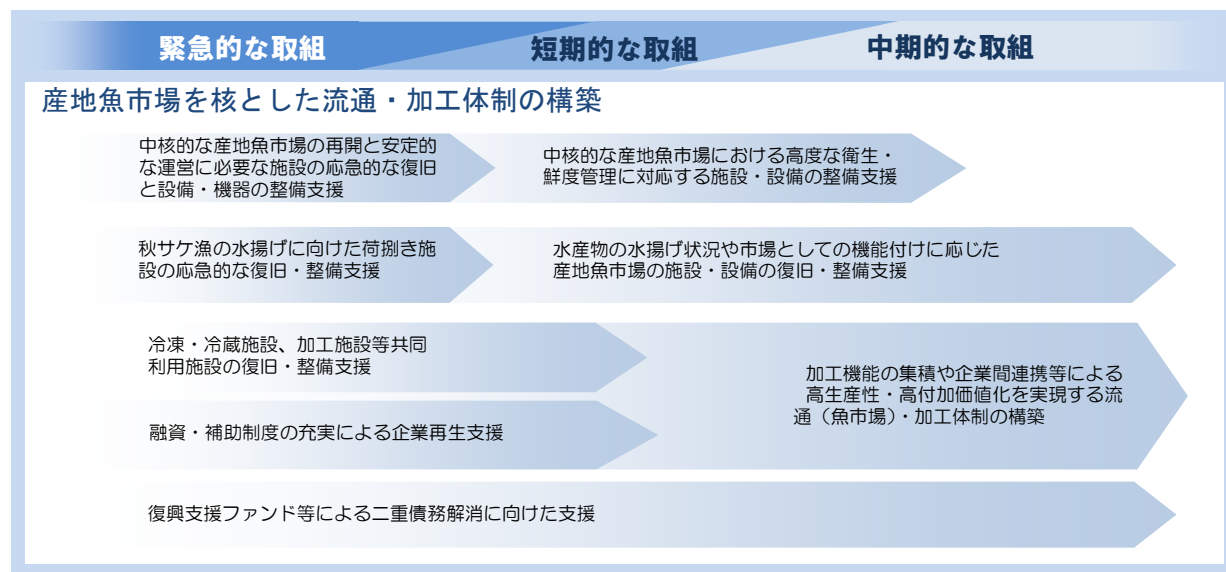 緊急的な取組
短期的な取組
中期的な取組
産地魚市場を核とした流通・加工体制の構築
中核的な産地魚市場の再開と安定的
な運営に必要な施設の応急的な復旧
と設備・機器の整備支援
中核的な産地魚市場における高度な衛生・
鮮度管理に対応する施設・設備の整備支援
秋サケ漁の水揚げに向けた荷捌き施
設の応急的な復旧・整備支援
水産物の水揚げ状況や市場としての機能付けに応じた
産地魚市場の施設・設備の復旧・整備支援
冷凍・冷蔵施設、加工施設等共同
利用施設の復旧・整備支援
融資・補助制度の充実による企業再生支援
加工機能の集積や企業間連携等による
高生産性・高付加価値化を実現する流
通（魚市場）・加工体制の構築
復興支援ファンド等による二重債務解消に向けた支援